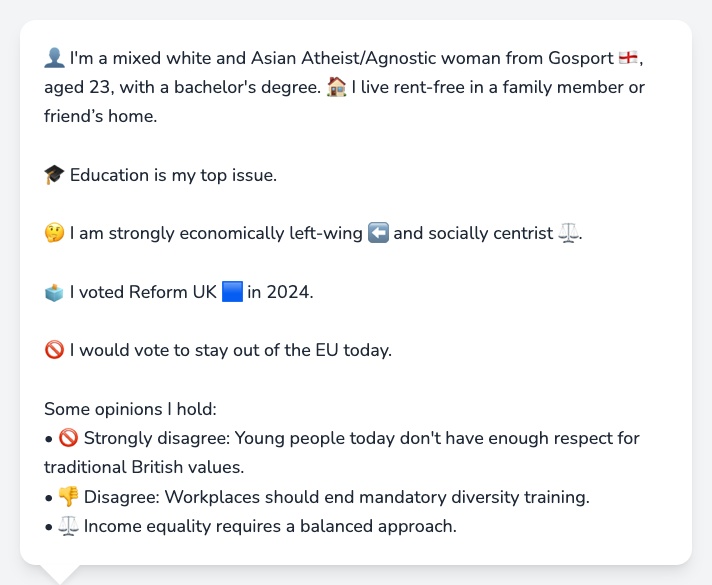 👤 I'm a mixed white and Asian Atheist/Agnostic woman from Gosport 🏴󠁧󠁢󠁥󠁮󠁧󠁿,
aged 23, with a bachelor's degree. 🏠 I live rent-free in a family member or
friend’s home.
🎓 Education is my top issue.
🤔 I am strongly economically left-wing ⬅️ and socially centrist ⚖️.
🗳️ I voted Reform UK 🟦 in 2024.
🚫 I would vote to stay out of the EU today.
Some opinions I hold:
• 🚫 Strongly disagree: Young people today don't have enough respect for
traditional British values.
• 👎 Disagree: Workplaces should end mandatory diversity training.
• ⚖️ Income equality requires a balanced approach.